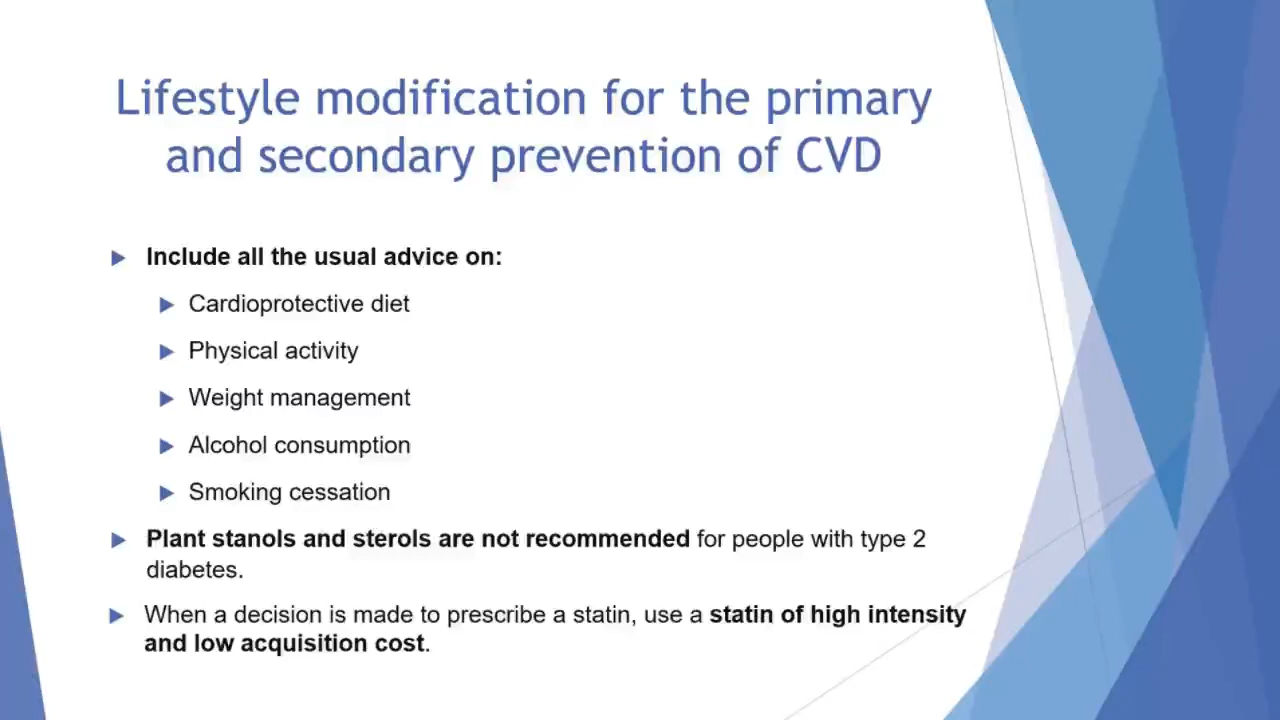 Lifestyle modification for the primary
and secondary prevention of CVD
Include all the usual advice on:
Cardioprotective diet
Physical activity
Weight management
Alcohol consumption
Smoking cessation
Plant stanols and sterols are not recommended for people with type 2
diabetes.
When a decision is made to prescribe a statin, use a statin of high intensity
and low acquisition cost.